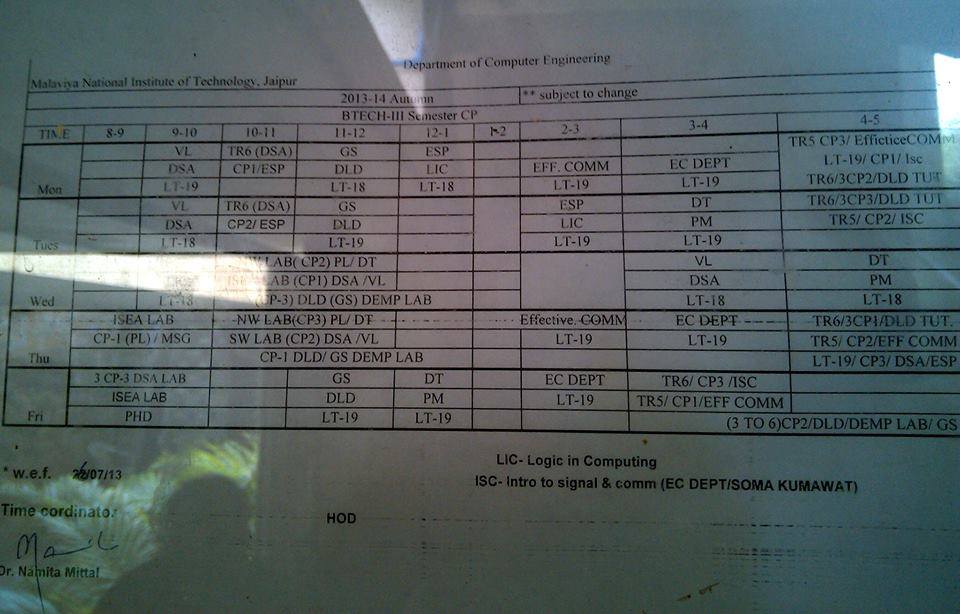 Department of Computer Engineering
Malaviya National Institute of Technology, Jaipur
2013-14 Autumn ** subject to change
BTECH-III Semester CP
TIME 8-9 9-10 10-11 11-12 12-1 1-2 2-3 3-4 4-5
VL TR6 (DSA) GS ESP TR5 CP3/ EfficticeCOMM
DSA CP1/ESP DLD LIC EFF. COMM EC DEPT LT-19/ CP1/ Isc
Mon LT-19 LT-18 LT-18 LT-19 LT-19 TR6/3CP2/DLD TUT
VL TR6 (DSA) GS ESP DT TR6/3CP3/DLD TUT
DSA CP2/ ESP DLD LIC PM TR5/ CP2/ ISC
Tues LT-18 LT-19 LT-19 LT-19
LAB( CP2) PL/ DT VL DT
LAB (CP1) DSA /VL DSA PM
Wed LT-18 (CP-3) DLD (GS) DEMP LAB LT-18 LT-18
ISEA LAB NW LAB(CP3) PL/ DT Effective. COMM EC DEPT TR6/3CP1/DLD TUT.
CP-1 (PL) / MSG SW LAB (CP2) DSA /VL LT-19 LT-19 TR5/ CP2/EFF COMM
Thu CP-1 DLD/ GS DEMP LAB LT-19/ CP3/ DSA/ESP
3 CP-3 DSA LAB GS DT EC DEPT TR6/ CP3 /ISC
ISEA LAB DLD PM LT-19 TR5/ CP1/EFF COMM
Fri PHD LT-19 LT-19 (3 TO 6)CP2/DLD/DEMP LAB/ GS
LIC- Logic in Computing
* w.e.f. /07/13
ISC- Intro to signal & comm (EC DEPT/SOMA KUMAWAT)
Time cordinator
HOD
Dr. Namita Mittal